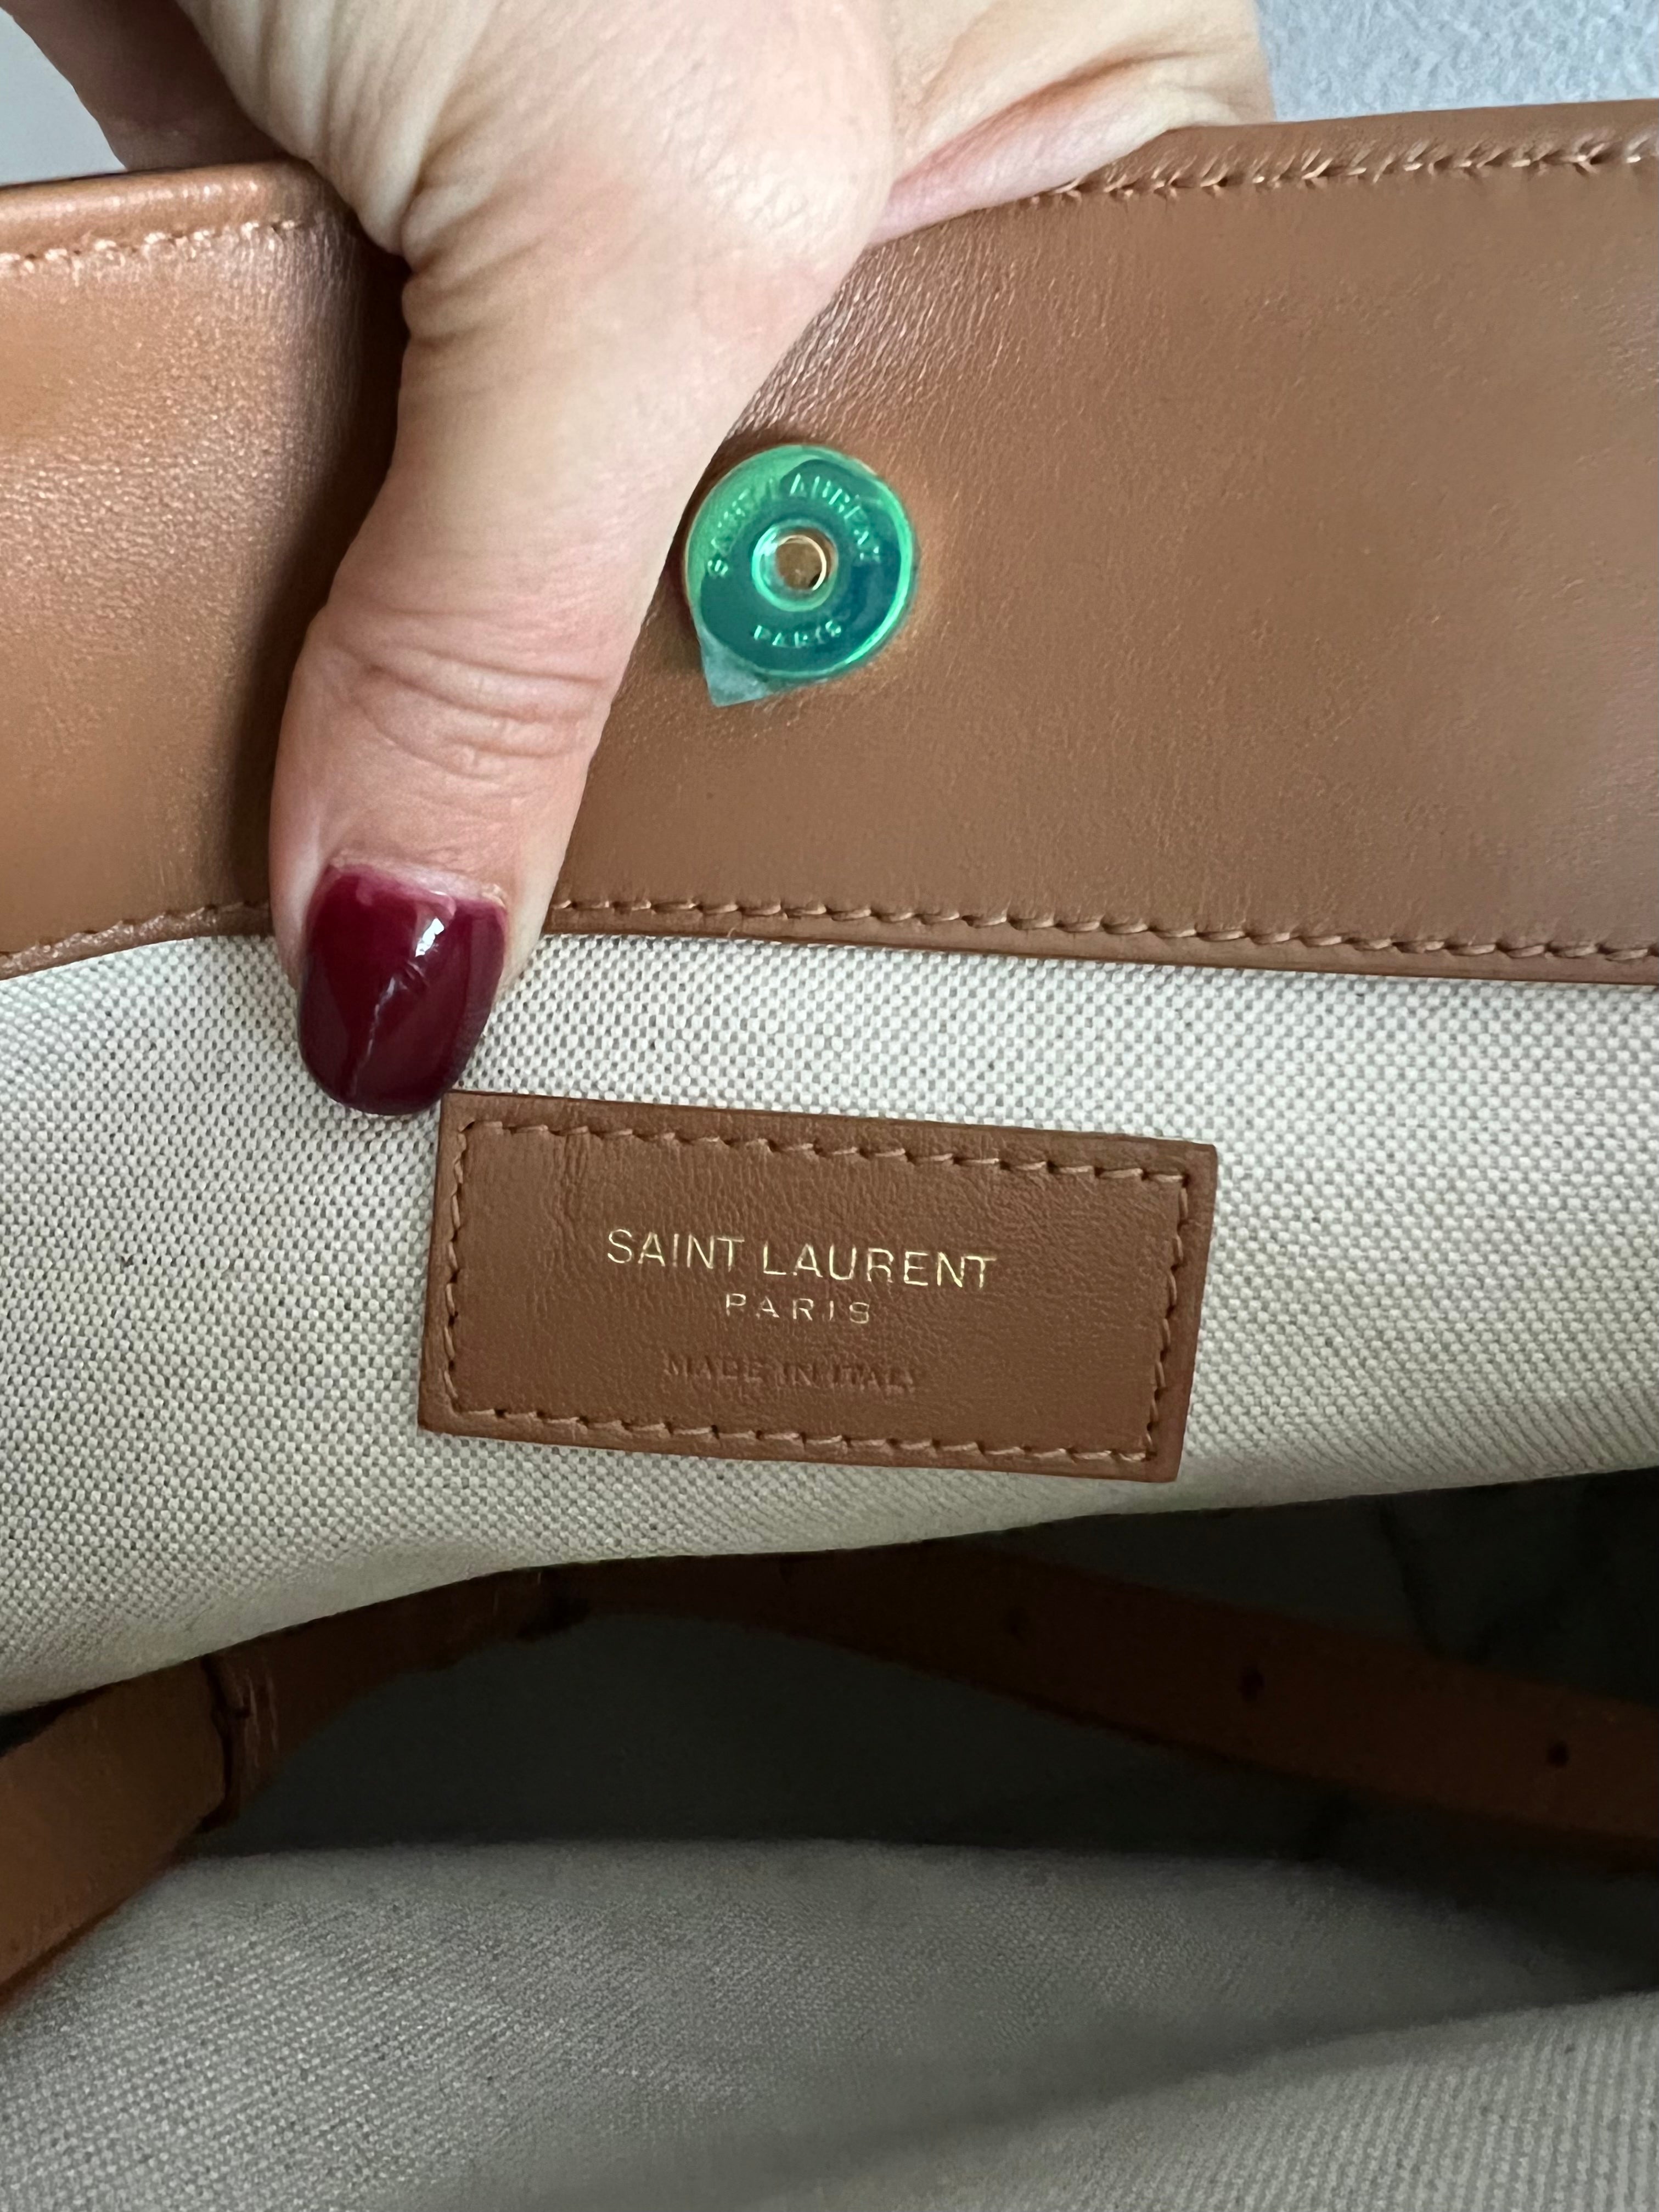 SAINT LAURENT
PARIS
SAINT LAURENT
PARIS
MADE IN ITALY